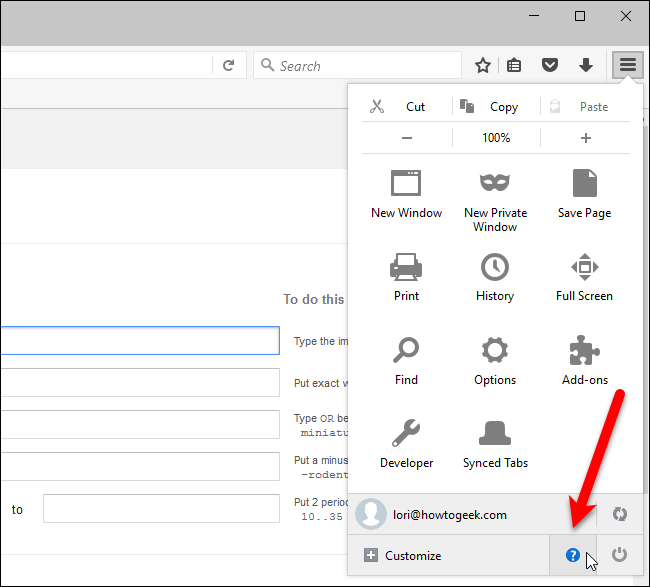 Search
Cut Copy Paste
− 100% +
New Window New Private Window Save Page
Print History Full Screen
Find Options Add-ons
Developer Synced Tabs
lori@howtogeek.com
Customize ?
To do this
Type the im
Put exact w
Type OR be
miniatu
Put a minus
-rodent
to
Put 2 period
10..35